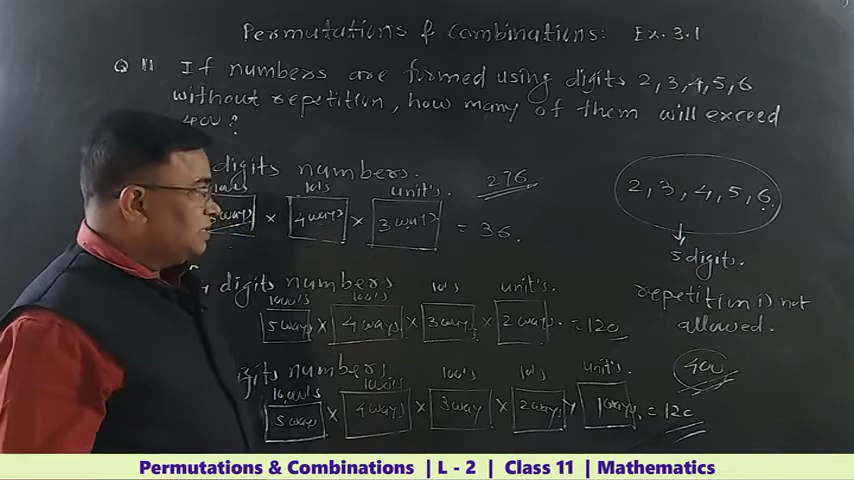 Permutations & Combinations: Ex. 3.1
Q 11 If numbers are formed using digits 2, 3, 4, 5, 6
without repetition, how many of them will exceed
400?
digits numbers.
276
100's 10's unit's.
3 ways × 4 ways × 3 ways = 36.
2, 3, 4, 5, 6
5 digits.
repetition is not
allowed.
4 digits numbers
1000's 100's 10's unit's.
5 ways × 4 ways × 3 ways × 2 ways. = 120
400
digits numbers.
10,000's 1000's 100's 10's unit's.
5 ways × 4 ways × 3 way × 2 ways × 1 ways. = 120
Permutations & Combinations | L - 2 | Class 11 | Mathematics